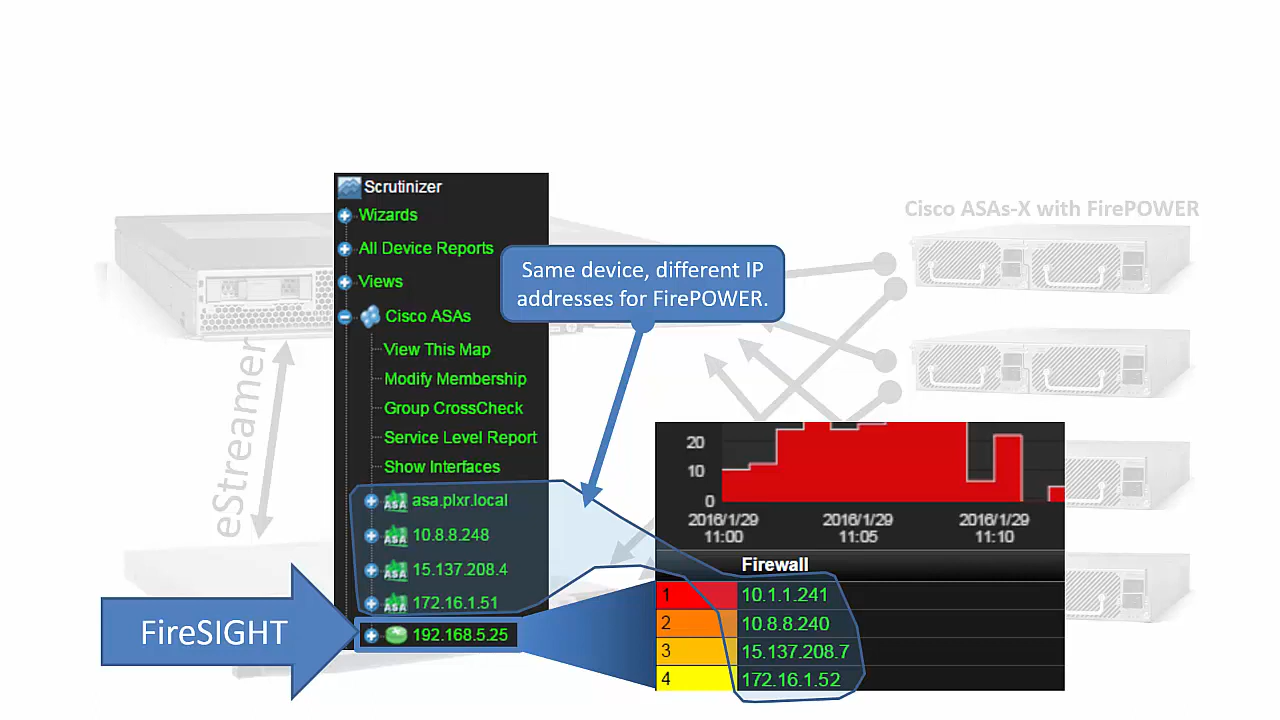 Scrutinizer
Wizards
All Device Reports
Views
Cisco ASAs
View This Map
Modify Membership
Group CrossCheck
Service Level Report
Show Interfaces
ASA asa.plxr.local
ASA 10.8.8.248
ASA 15.137.208.4
ASA 172.16.1.51
192.168.5.25
eStreamer
FireSIGHT
Same device, different IP
addresses for FirePOWER.
Cisco ASAs-X with FirePOWER
20
10
0
2016/1/29 2016/1/29 2016/1/29
11:00 11:05 11:10
Firewall
1 10.1.1.241
2 10.8.8.240
3 15.137.208.7
4 172.16.1.52